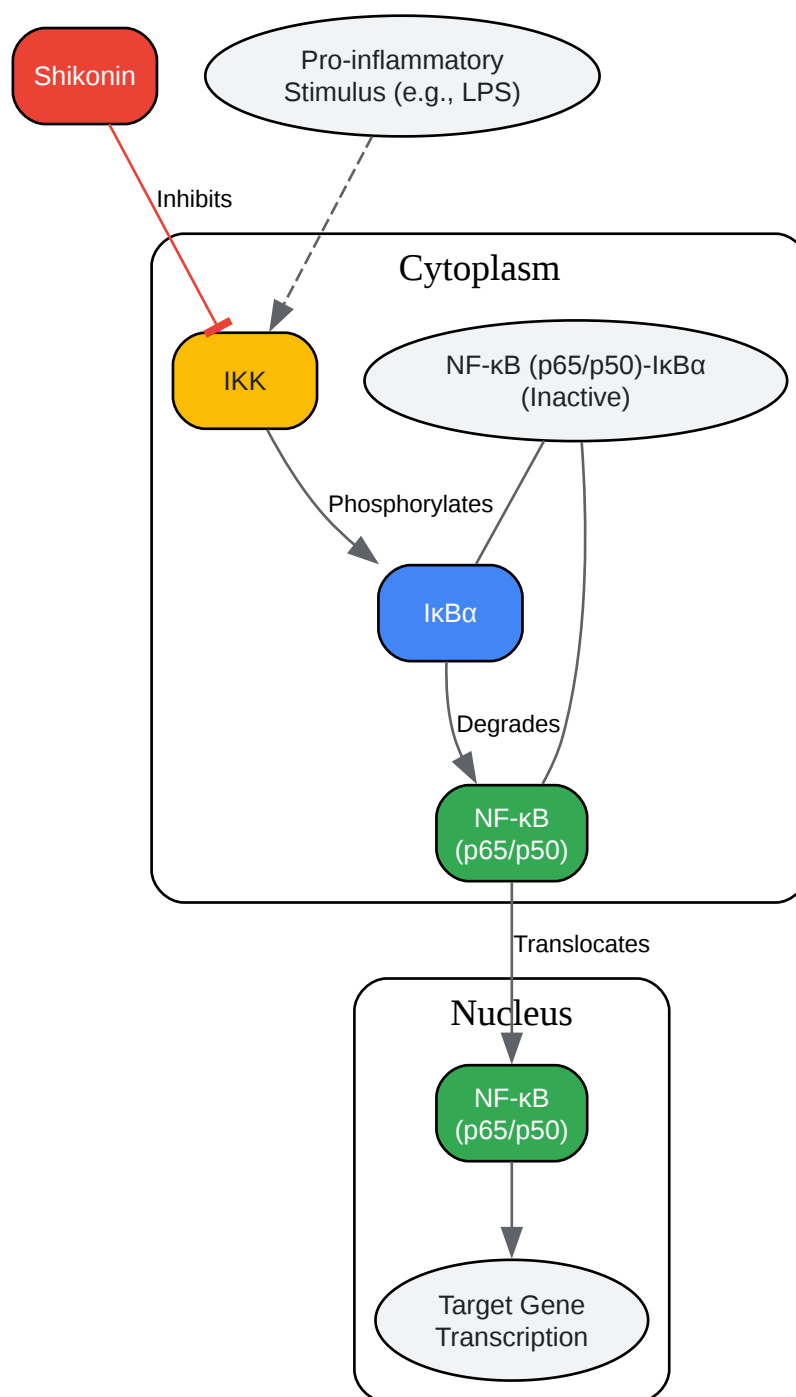 Shikonin
Pro-inflammatory
Stimulus (e.g., LPS)
Inhibits
Cytoplasm
IKK
NF-κB (p65/p50)-IκBα
(Inactive)
Phosphorylates
IκBα
Degrades
NF-κB
(p65/p50)
Translocates
Nucleus
NF-κB
(p65/p50)
Target Gene
Transcription